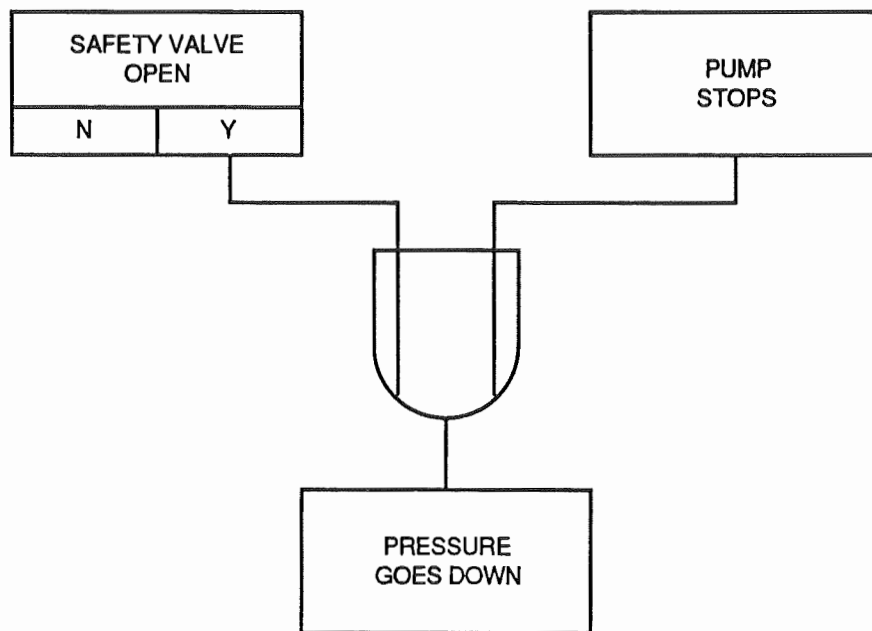 SAFETY VALVE
OPEN
N Y
PUMP
STOPS
PRESSURE
GOES DOWN